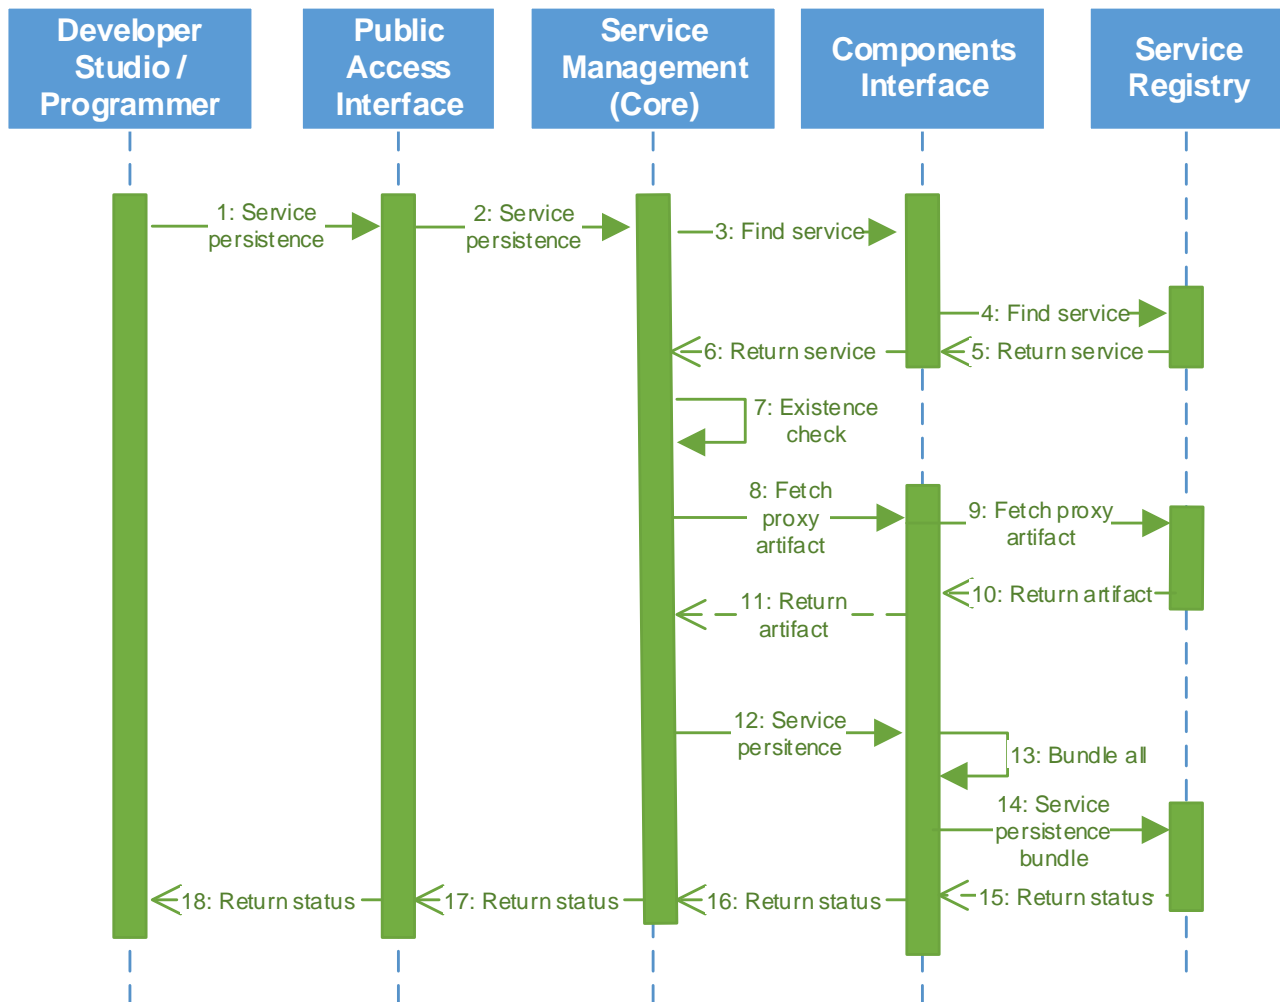 Developer
Studio /
Programmer
Public
Access
Interface
Service
Management
(Core)
Components
Interface
Service
Registry
1: Service
persistence
2: Service
persistence
3: Find service
4: Find service
6: Return service
5: Return service
7: Existence
check
8: Fetch
proxy
artifact
9: Fetch proxy
artifact
10: Return artifact
11: Return
artifact
12: Service
persitence
13: Bundle all
14: Service
persistence
bundle
18: Return status
17: Return status
16: Return status
15: Return status